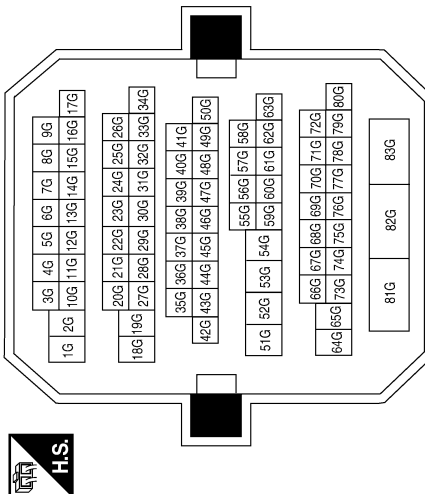 3G 4G 5G 6G 7G 8G 9G
1G 2G 10G 11G 12G 13G 14G 15G 16G 17G
20G 21G 22G 23G 24G 25G 26G
18G 19G 27G 28G 29G 30G 31G 32G 33G 34G
35G 36G 37G 38G 39G 40G 41G
42G 43G 44G 45G 46G 47G 48G 49G 50G
55G 56G 57G 58G
51G 52G 53G 54G 59G 60G 61G 62G 63G
66G 67G 68G 69G 70G 71G 72G
64G 65G 73G 74G 75G 76G 77G 78G 79G 80G
81G 82G 83G
H.S.